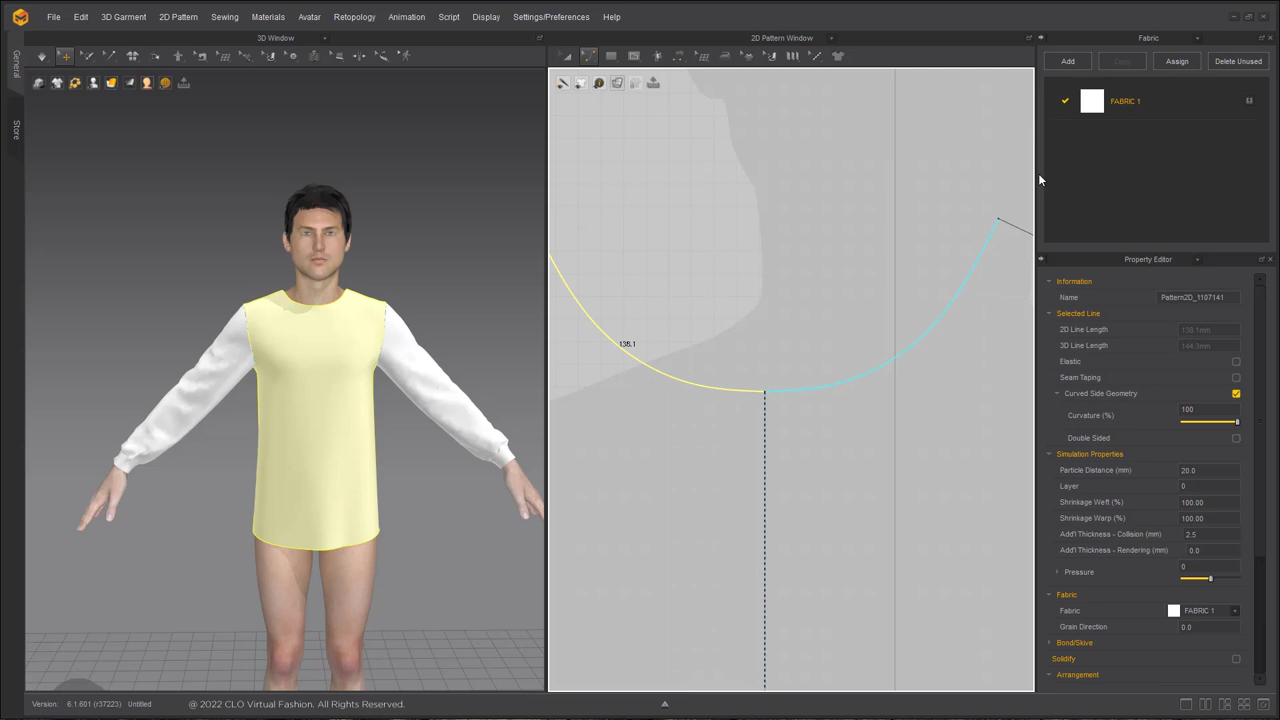 File Edit 3D Garment 2D Pattern Sewing Materials Avatar Retopology Animation Script Display Settings/Preferences Help
3D Window
2D Pattern Window
Fabric
General
Store
Add Copy Assign Delete Unused
FABRIC 1
138.1
Property Editor
Information
Name Pattern2D_1107141
Selected Line
2D Line Length 138.1mm
3D Line Length 144.3mm
Elastic
Seam Taping
Curved Side Geometry
Curvature (%) 100
Double Sided
Simulation Properties
Particle Distance (mm) 20.0
Layer 0
Shrinkage Weft (%) 100.00
Shrinkage Warp (%) 100.00
Add'l Thickness - Collision (mm) 2.5
Add'l Thickness - Rendering (mm) 0.0
Pressure 0
Fabric
Fabric FABRIC 1
Grain Direction 0.0
Bond/Skive
Solidify
Arrangement
Version: 6.1.601 (r37223) Untitled @ 2022 CLO Virtual Fashion. All Rights Reserved.